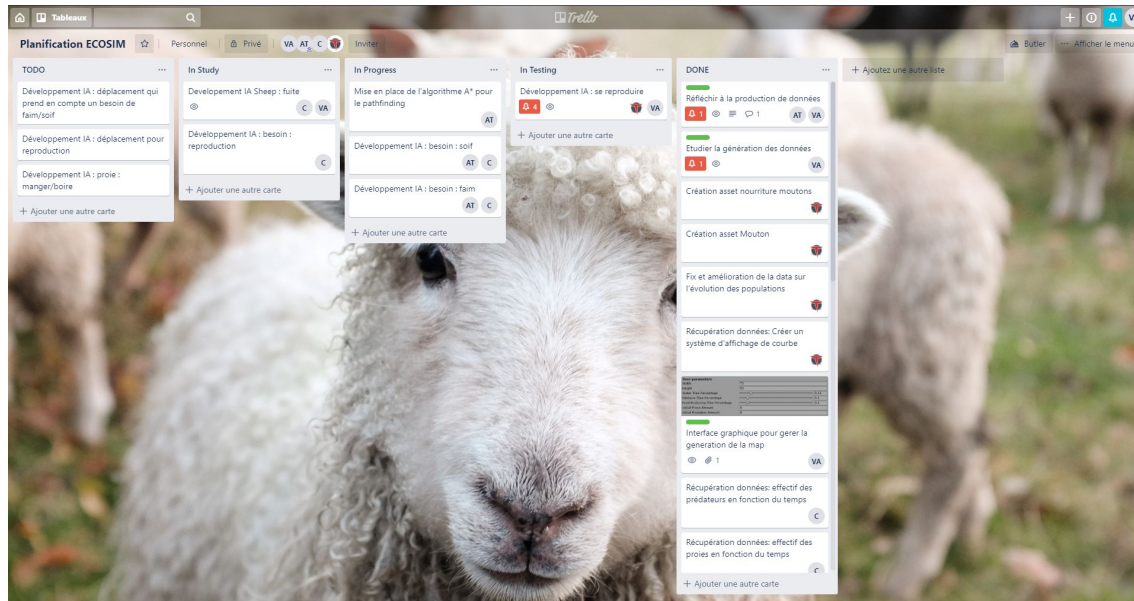 Tableaux
Trello
V
Planification ECOSIM
Personnel
Privé
VA AT C
Inviter
Butler
... Afficher le menu
TODO
Développement IA : déplacement qui
prend en compte un besoin de
faim/soif
Développement IA : déplacement pour
reproduction
Développement IA : proie :
manger/boire
+ Ajouter une autre carte
In Study
Developement IA Sheep : fuite
C VA
Développement IA : besoin :
reproduction
C
+ Ajouter une autre carte
In Progress
Mise en place de l'algorithme A* pour
le pathfinding
AT
Développement IA : besoin : soif
AT C
Développement IA : besoin : faim
AT C
+ Ajouter une autre carte
In Testing
Développement IA : se reproduire
4
VA
+ Ajouter une autre carte
DONE
Réfléchir à la production de données
1 1 AT VA
Etudier la génération des données
1 VA
Création asset nourriture moutons
Création asset Mouton
Fix et amélioration de la data sur
l'évolution des populations
Récupération données: Créer un
système d'affichage de courbe
Interface graphique pour gerer la
generation de la map
1 VA
Récupération données: effectif des
prédateurs en fonction du temps
C
Récupération données: effectif des
proies en fonction du temps
C
+ Ajouter une autre carte
+ Ajoutez une autre liste